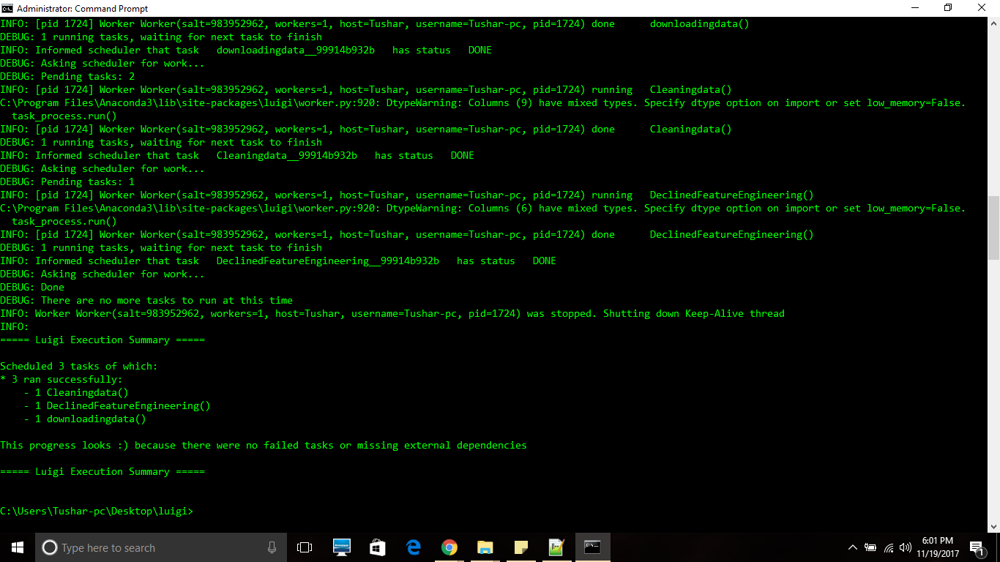 Administrator: Command Prompt
INFO: [pid 1724] Worker Worker(salt=983952962, workers=1, host=Tushar, username=Tushar-pc, pid=1724) done      downloadingdata()
DEBUG: 1 running tasks, waiting for next task to finish
INFO: Informed scheduler that task   downloadingdata__99914b932b   has status   DONE
DEBUG: Asking scheduler for work...
DEBUG: Pending tasks: 2
INFO: [pid 1724] Worker Worker(salt=983952962, workers=1, host=Tushar, username=Tushar-pc, pid=1724) running   Cleaningdata()
C:\Program Files\Anaconda3\lib\site-packages\luigi\worker.py:920: DtypeWarning: Columns (9) have mixed types. Specify dtype option on import or set low_memory=False.
  task_process.run()
INFO: [pid 1724] Worker Worker(salt=983952962, workers=1, host=Tushar, username=Tushar-pc, pid=1724) done      Cleaningdata()
DEBUG: 1 running tasks, waiting for next task to finish
INFO: Informed scheduler that task   Cleaningdata__99914b932b   has status   DONE
DEBUG: Asking scheduler for work...
DEBUG: Pending tasks: 1
INFO: [pid 1724] Worker Worker(salt=983952962, workers=1, host=Tushar, username=Tushar-pc, pid=1724) running   DeclinedFeatureEngineering()
C:\Program Files\Anaconda3\lib\site-packages\luigi\worker.py:920: DtypeWarning: Columns (6) have mixed types. Specify dtype option on import or set low_memory=False.
  task_process.run()
INFO: [pid 1724] Worker Worker(salt=983952962, workers=1, host=Tushar, username=Tushar-pc, pid=1724) done      DeclinedFeatureEngineering()
DEBUG: 1 running tasks, waiting for next task to finish
INFO: Informed scheduler that task   DeclinedFeatureEngineering__99914b932b   has status   DONE
DEBUG: Asking scheduler for work...
DEBUG: Done
DEBUG: There are no more tasks to run at this time
INFO: Worker Worker(salt=983952962, workers=1, host=Tushar, username=Tushar-pc, pid=1724) was stopped. Shutting down Keep-Alive thread
INFO:
===== Luigi Execution Summary =====
Scheduled 3 tasks of which:
* 3 ran successfully:
    - 1 Cleaningdata()
    - 1 DeclinedFeatureEngineering()
    - 1 downloadingdata()
This progress looks :) because there were no failed tasks or missing external dependencies
===== Luigi Execution Summary =====
C:\Users\Tushar-pc\Desktop\luigi>
Type here to search
6:01 PM
11/19/2017
1